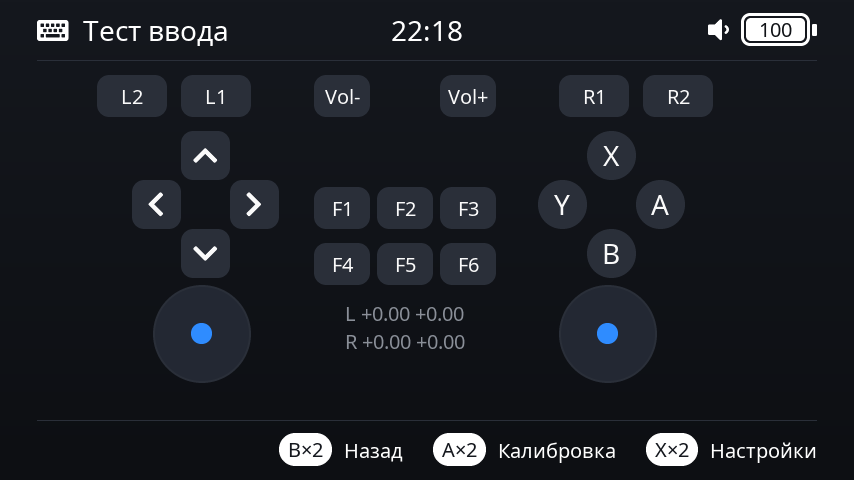 Тест ввода 22:18 100
L2 L1 Vol- Vol+ R1 R2
X
Y A
F1 F2 F3
B
F4 F5 F6
L +0.00 +0.00
R +0.00 +0.00
B×2 Назад A×2 Калибровка X×2 Настройки